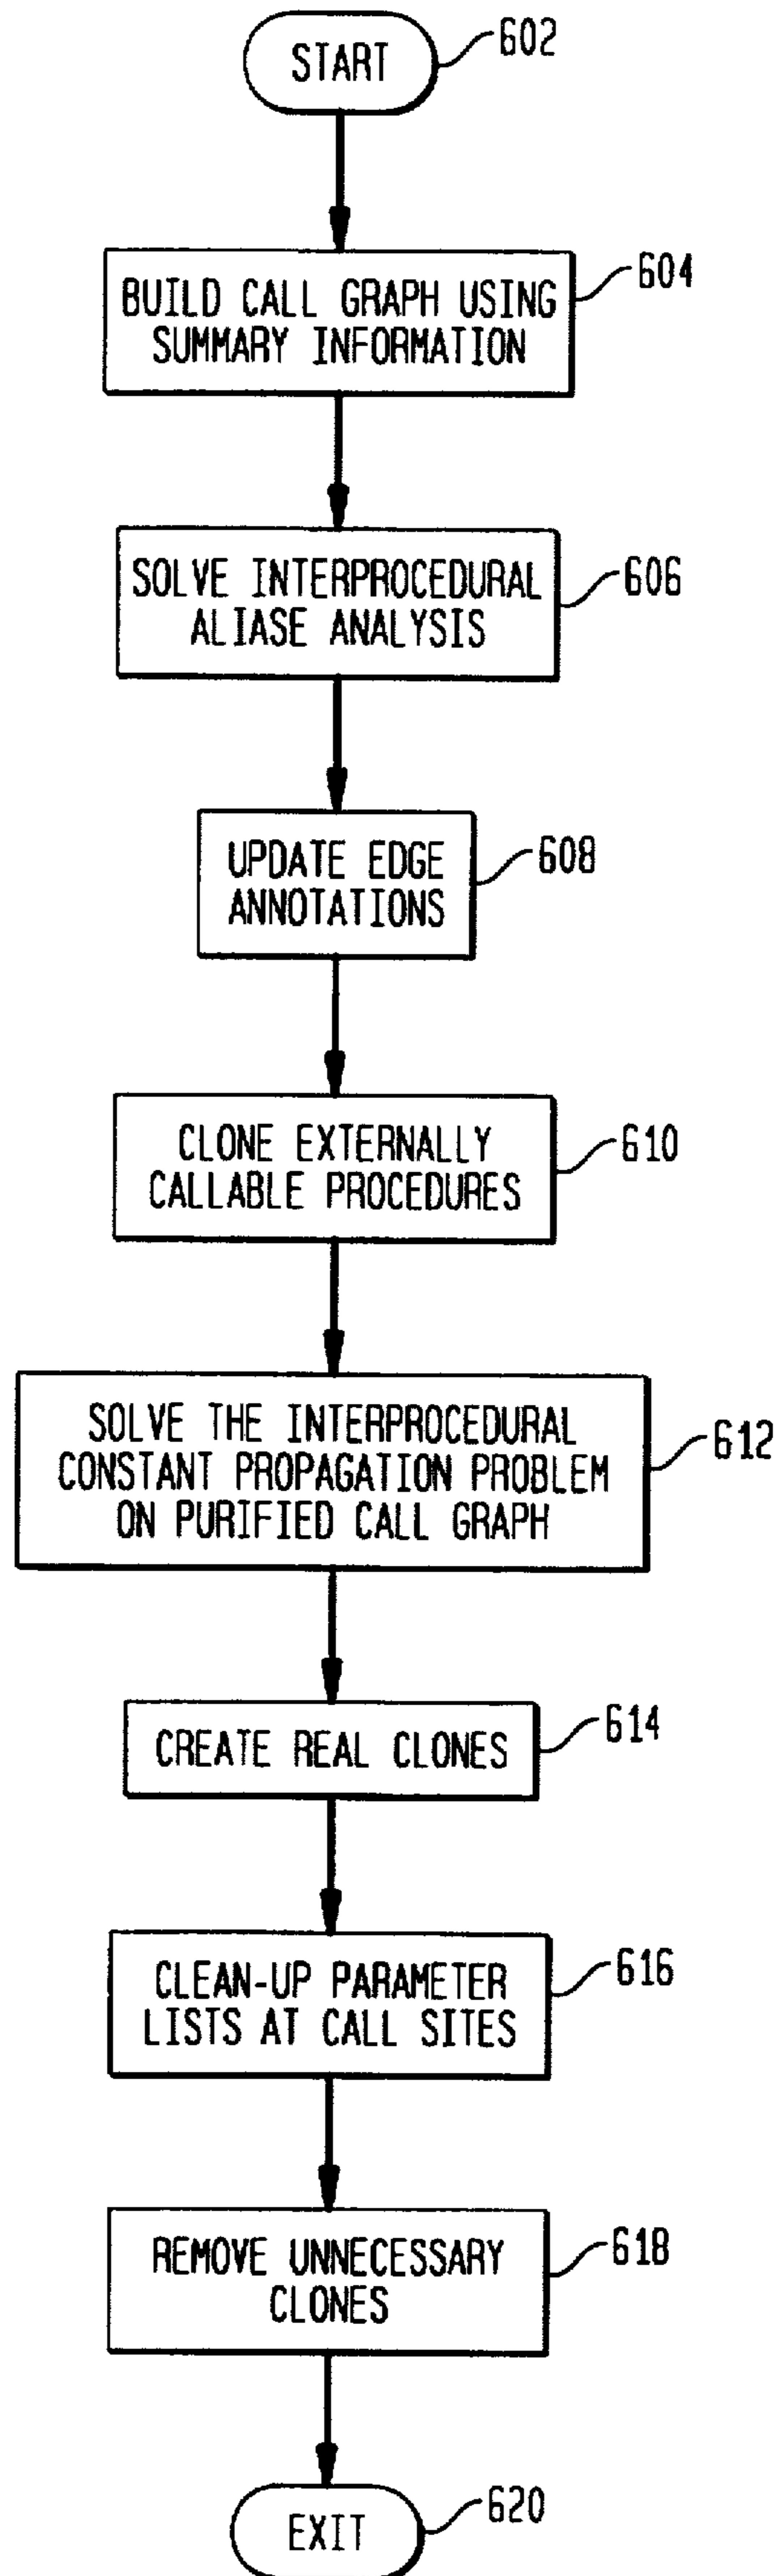 START
602
BUILD CALL GRAPH USING
SUMMARY INFORMATION
604
SOLVE INTERPROCEDURAL
ALIASE ANALYSIS
606
UPDATE EDGE
ANNOTATIONS
608
CLONE EXTERNALLY
CALLABLE PROCEDURES
610
SOLVE THE INTERPROCEDURAL
CONSTANT PROPAGATION PROBLEM
ON PURIFIED CALL GRAPH
612
CREATE REAL CLONES
614
CLEAN-UP PARAMETER
LISTS AT CALL SITES
616
REMOVE UNNECESSARY
CLONES
618
EXIT
620